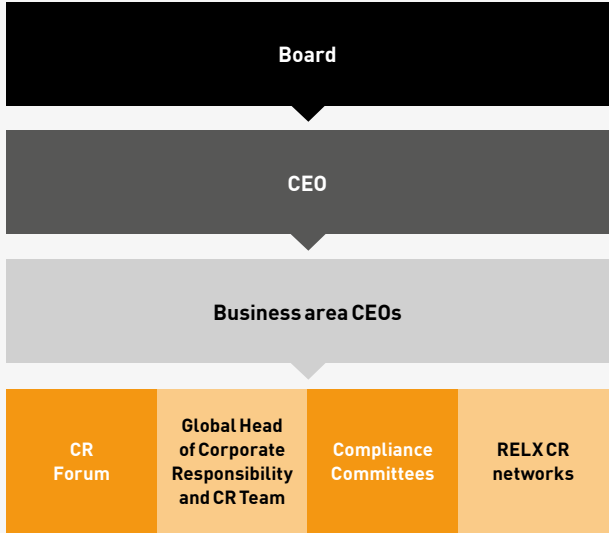 Board
CEO
Business area CEOs
CR
Forum
Global Head
of Corporate
Responsibility
and CR Team
Compliance
Committees
RELX CR
networks